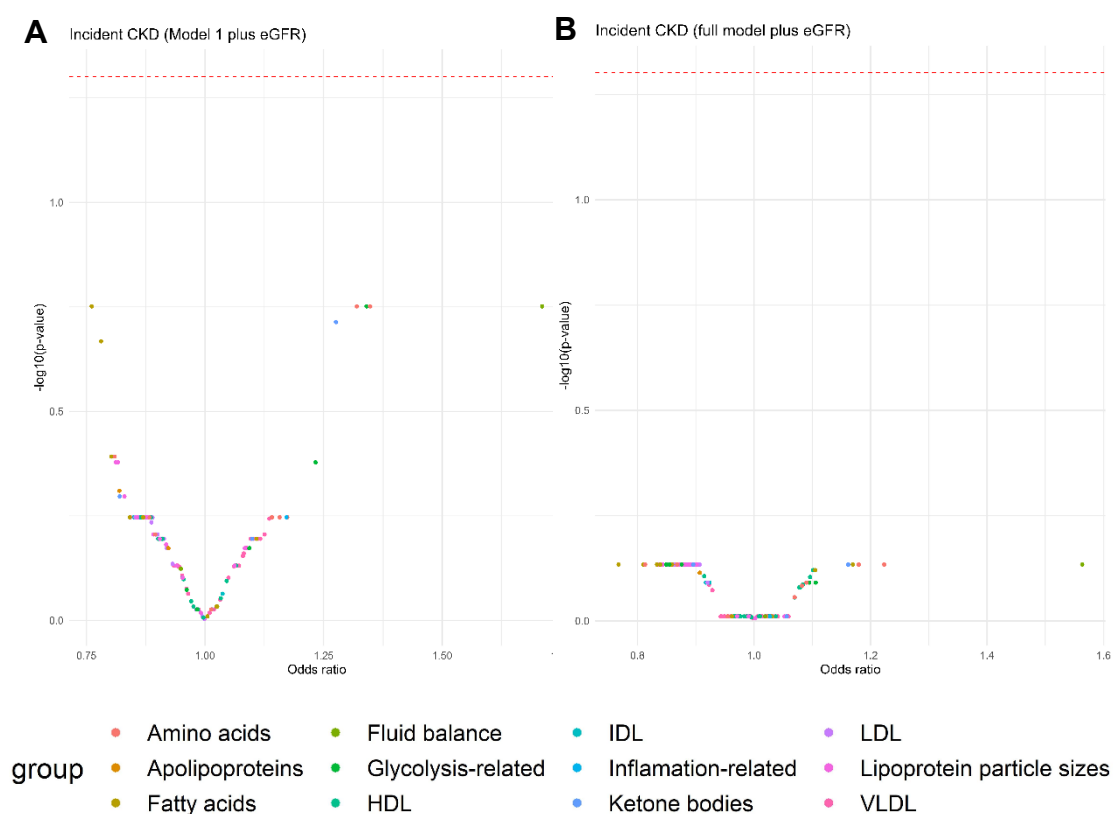 A Incident CKD (Model 1 plus eGFR)
-log10(p-value)
1.0
0.5
0.0
0.75 1.00 1.25 1.50
Odds ratio
B Incident CKD (full model plus eGFR)
-log10(p-value)
1.0
0.5
0.0
0.8 1.0 1.2 1.4 1.6
Odds ratio
group
Amino acids Fluid balance IDL LDL
Apolipoproteins Glycolysis-related Inflamation-related Lipoprotein particle sizes
Fatty acids HDL Ketone bodies VLDL